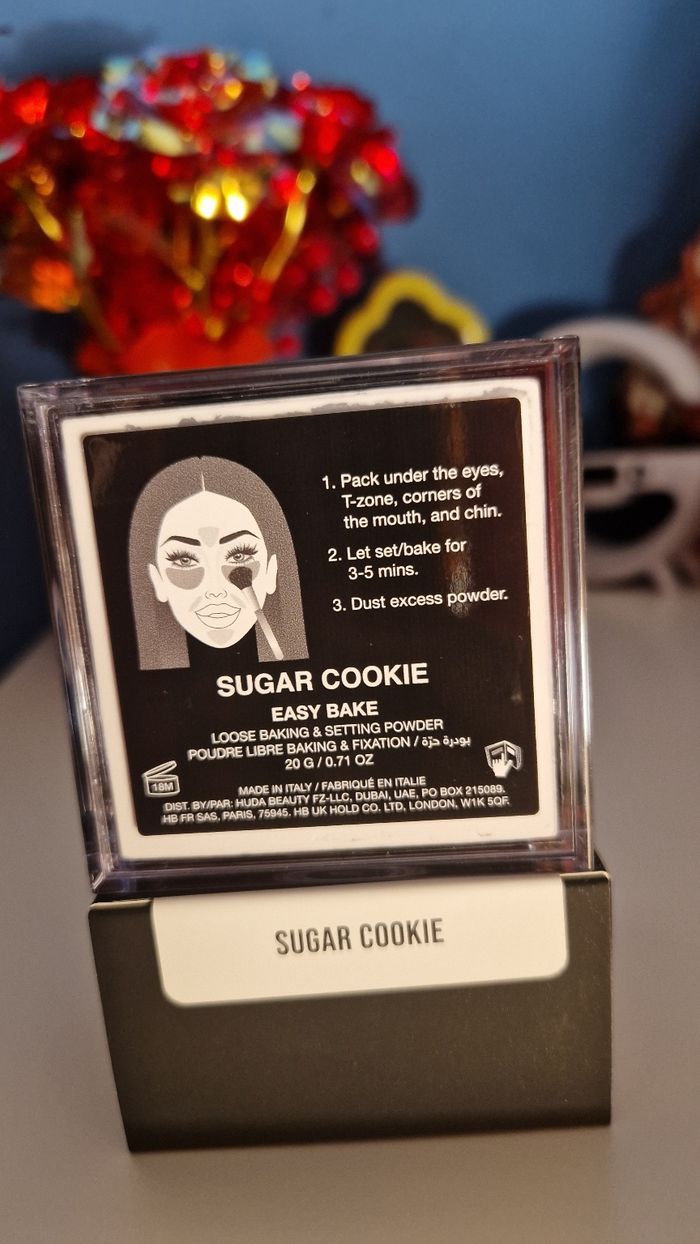 1. Pack under the eyes,
T-zone, corners of
the mouth, and chin.
2. Let set/bake for
3-5 mins.
3. Dust excess powder.
SUGAR COOKIE
EASY BAKE
LOOSE BAKING & SETTING POWDER
POUDRE LIBRE BAKING & FIXATION / بودرة حرّة
20 G / 0.71 OZ
18M
MADE IN ITALY / FABRIQUÉ EN ITALIE
DIST. BY/PAR: HUDA BEAUTY FZ-LLC, DUBAI, UAE, PO BOX 215089.
HB FR SAS, PARIS, 75945. HB UK HOLD CO. LTD, LONDON, W1K 5QF.
SUGAR COOKIE